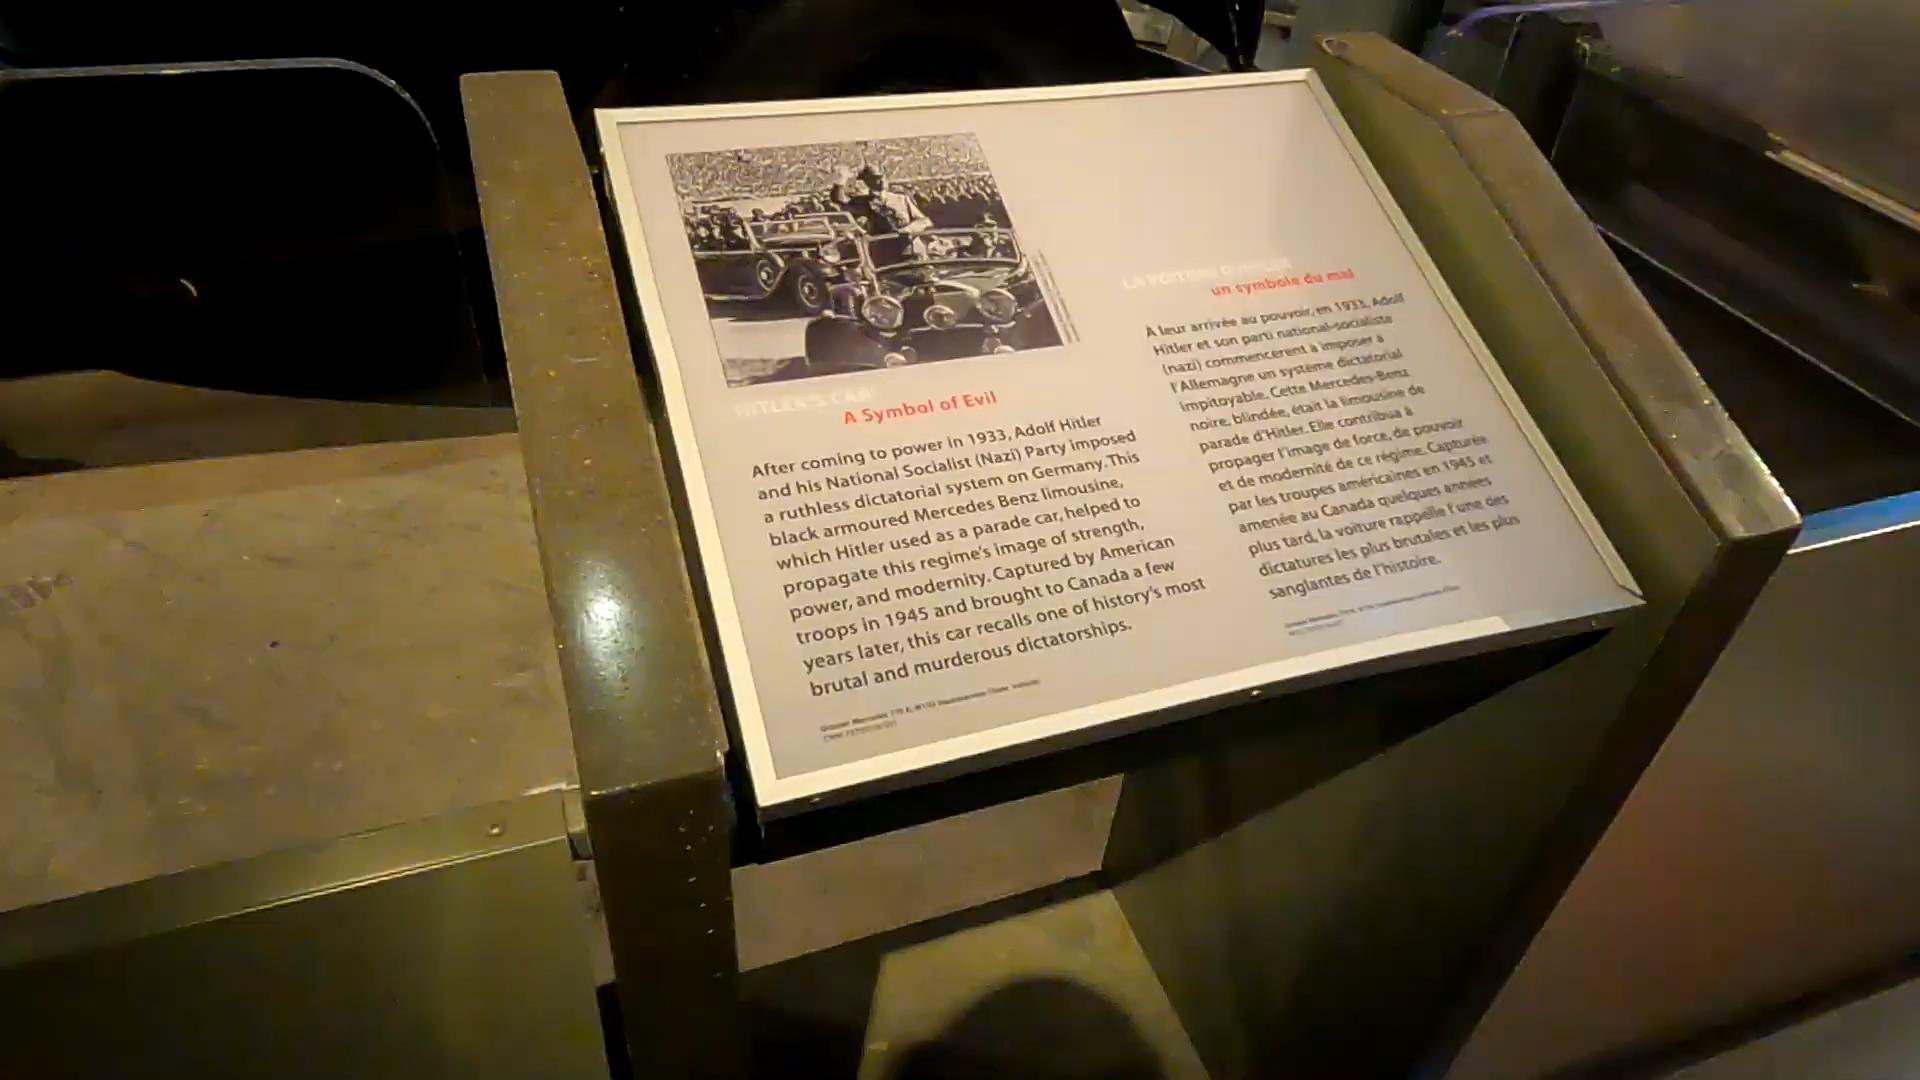 HITLER'S CAR
A Symbol of Evil
After coming to power in 1933, Adolf Hitler
and his National Socialist (Nazi) Party imposed
a ruthless dictatorial system on Germany. This
black armoured Mercedes Benz limousine,
which Hitler used as a parade car, helped to
propagate this regime's image of strength,
power, and modernity. Captured by American
troops in 1945 and brought to Canada a few
years later, this car recalls one of history's most
brutal and murderous dictatorships.
LA VOITURE D'HITLER
un symbole du mal
À leur arrivée au pouvoir, en 1933, Adolf
Hitler et son parti national-socialiste
(nazi) commencèrent à imposer à
l'Allemagne un système dictatorial
impitoyable. Cette Mercedes-Benz
noire, blindée, était la limousine de
parade d'Hitler. Elle contribua à
propager l'image de force, de pouvoir
et de modernité de ce régime. Capturée
par les troupes américaines en 1945 et
amenée au Canada quelques années
plus tard, la voiture rappelle l'une des
dictatures les plus brutales et les plus
sanglantes de l'histoire.